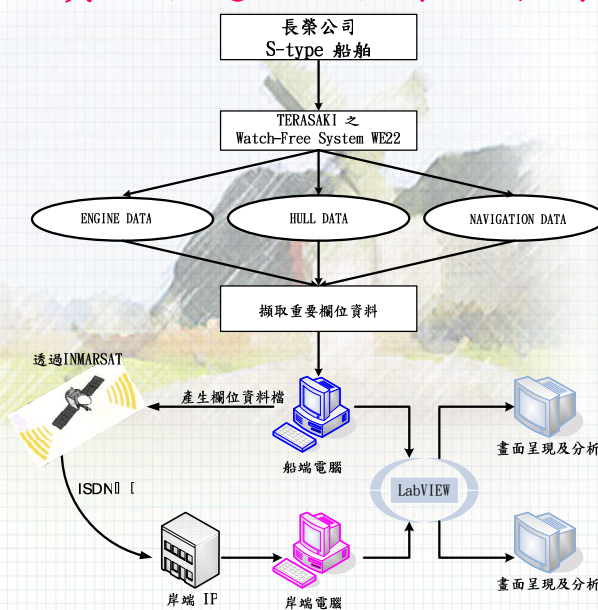 長榮公司
S-type 船舶
TERASAKI 之
Watch-Free System WE22
ENGINE DATA
HULL DATA
NAVIGATION DATA
擷取重要欄位資料
透過INMARSAT
產生欄位資料檔
船端電腦
畫面呈現及分析
LabVIEW
ISDN
岸端 IP
岸端電腦
畫面呈現及分析